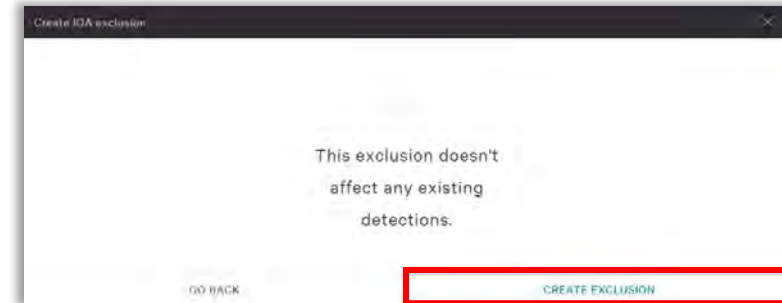 Create IOA exclusion
This exclusion doesn't
affect any existing
detections.
GO BACK
CREATE EXCLUSION